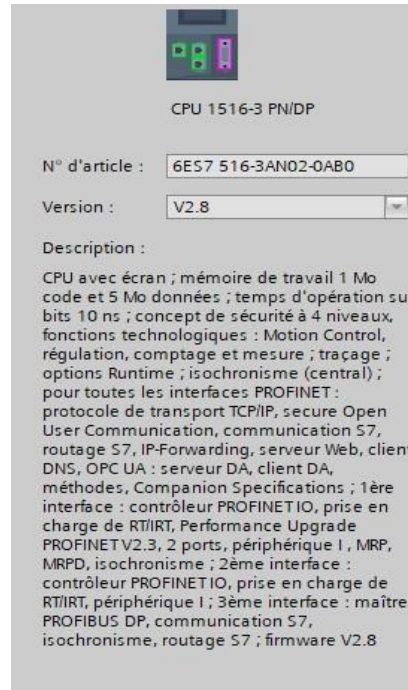 CPU 1516-3 PN/DP
N° d'article : 6ES7 516-3AN02-0AB0
Version : V2.8
Description :
CPU avec écran ; mémoire de travail 1 Mo
code et 5 Mo données ; temps d'opération su
bits 10 ns ; concept de sécurité à 4 niveaux,
fonctions technologiques : Motion Control,
régulation, comptage et mesure ; traçage ;
options Runtime ; isochronisme (central) ;
pour toutes les interfaces PROFINET :
protocole de transport TCP/IP, secure Open
User Communication, communication S7,
routage S7, IP-Forwarding, serveur Web, client
DNS, OPC UA : serveur DA, client DA,
méthodes, Companion Specifications ; 1ère
interface : contrôleur PROFINET IO, prise en
charge de RT/IRT, Performance Upgrade
PROFINET V2.3, 2 ports, périphérique I , MRP,
MRPD, isochronisme ; 2ème interface :
contrôleur PROFINET IO, prise en charge de
RT/IRT, périphérique I ; 3ème interface : maître
PROFIBUS DP, communication S7,
isochronisme, routage S7 ; firmware V2.8